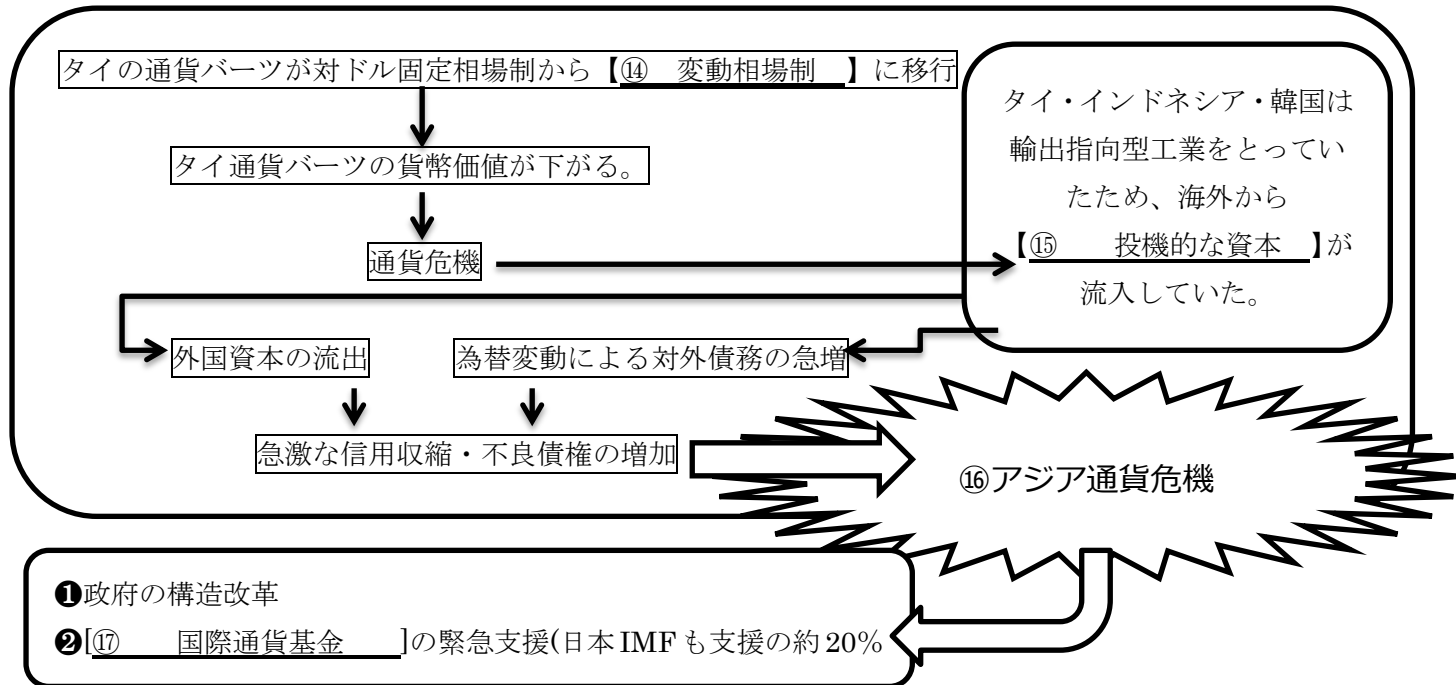 タイの通貨バーツが対ドル固定相場制から【⑭　変動相場制　】に移行
タイ通貨バーツの貨幣価値が下がる。
通貨危機
タイ・インドネシア・韓国は
輸出指向型工業をとってい
たため、海外から
【⑮　　投機的な資本　】が
流入していた。
外国資本の流出
為替変動による対外債務の急増
急激な信用収縮・不良債権の増加
⑯アジア通貨危機
❶政府の構造改革
❷[⑰　　国際通貨基金　　]の緊急支援(日本IMFも支援の約20%